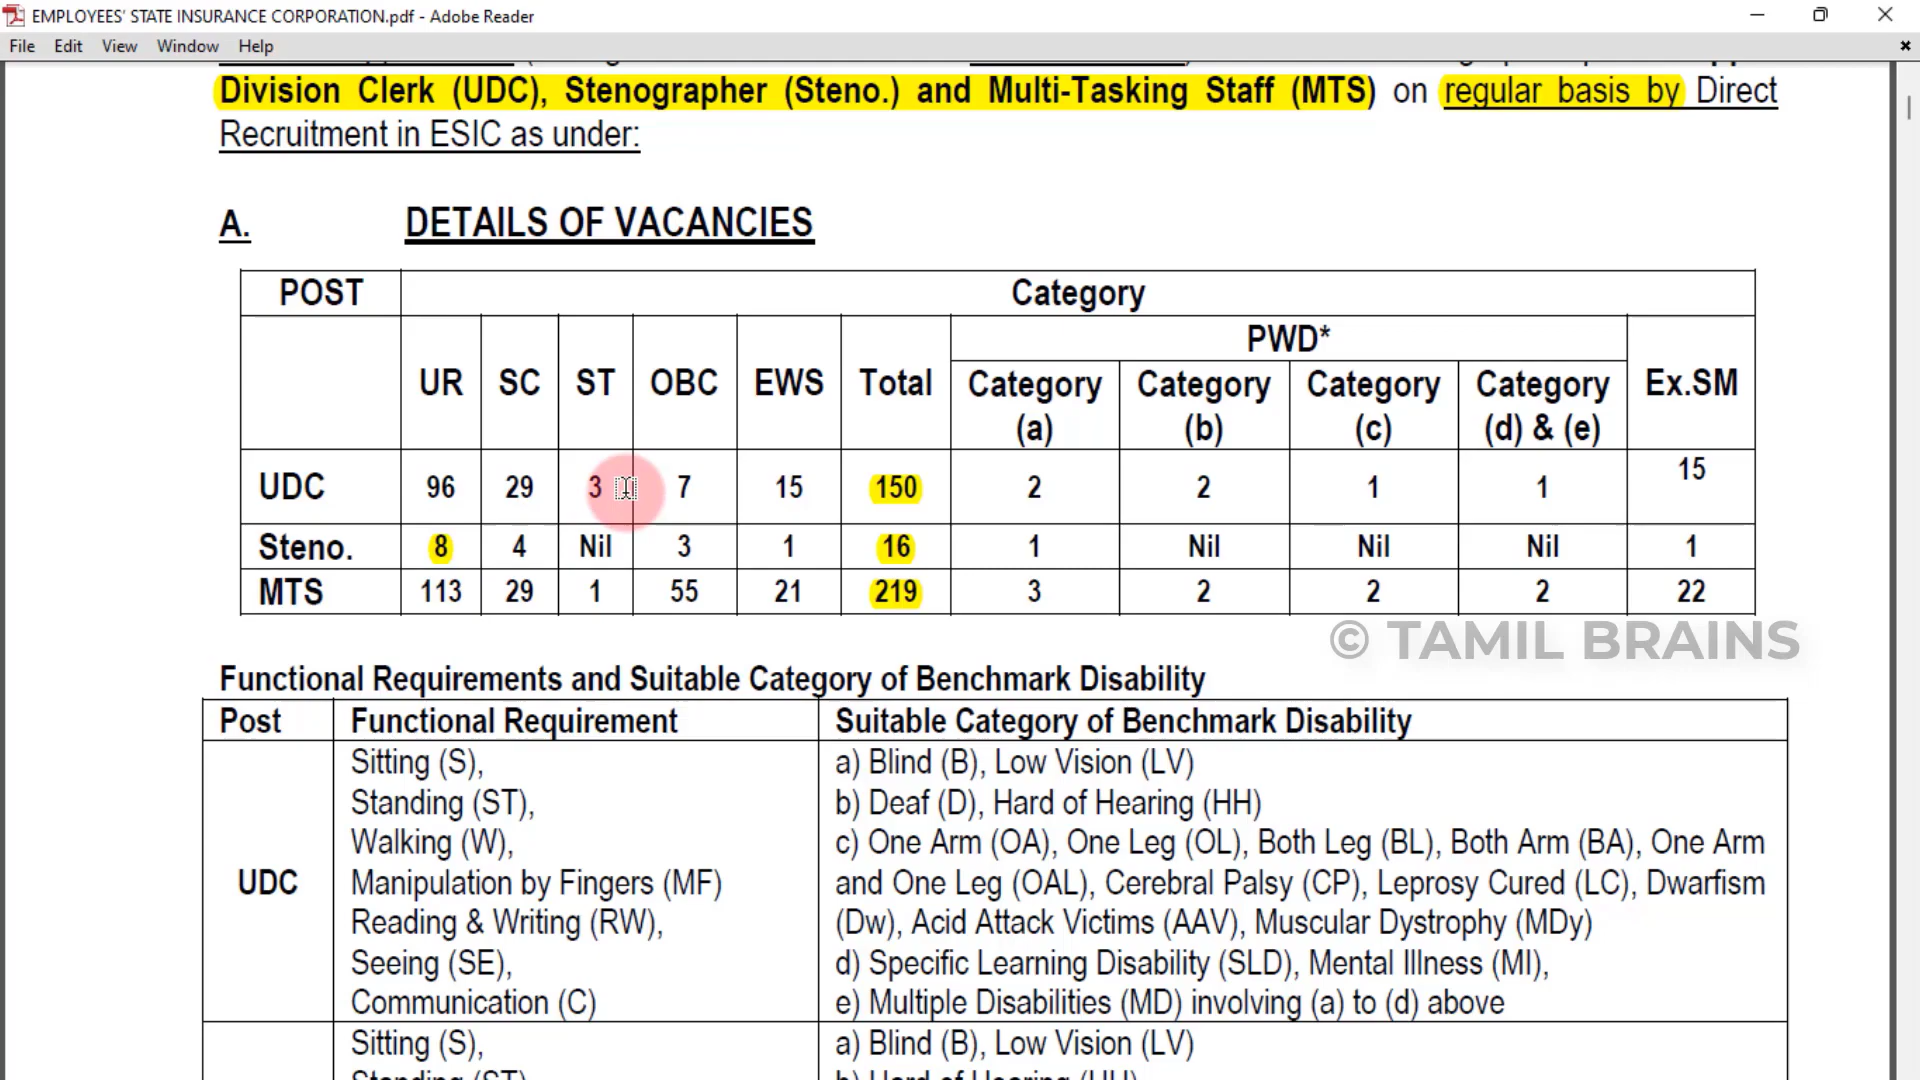 EMPLOYEES' STATE INSURANCE CORPORATION.pdf - Adobe Reader
File Edit View Window Help
Division Clerk (UDC), Stenographer (Steno.) and Multi-Tasking Staff (MTS) on regular basis by Direct
Recruitment in ESIC as under:
A. DETAILS OF VACANCIES
POST Category
PWD*
UR SC ST OBC EWS Total Category (a) Category (b) Category (c) Category (d) & (e) Ex.SM
UDC 96 29 3 7 15 150 2 2 1 1 15
Steno. 8 4 Nil 3 1 16 1 Nil Nil Nil 1
MTS 113 29 1 55 21 219 3 2 2 2 22
© TAMIL BRAINS
Functional Requirements and Suitable Category of Benchmark Disability
Post Functional Requirement Suitable Category of Benchmark Disability
UDC
Sitting (S),
Standing (ST),
Walking (W),
Manipulation by Fingers (MF)
Reading & Writing (RW),
Seeing (SE),
Communication (C)
a) Blind (B), Low Vision (LV)
b) Deaf (D), Hard of Hearing (HH)
c) One Arm (OA), One Leg (OL), Both Leg (BL), Both Arm (BA), One Arm
and One Leg (OAL), Cerebral Palsy (CP), Leprosy Cured (LC), Dwarfism
(Dw), Acid Attack Victims (AAV), Muscular Dystrophy (MDy)
d) Specific Learning Disability (SLD), Mental Illness (MI),
e) Multiple Disabilities (MD) involving (a) to (d) above
Sitting (S),
a) Blind (B), Low Vision (LV)
Standing (ST)
b) Hard of Hearing (HH)